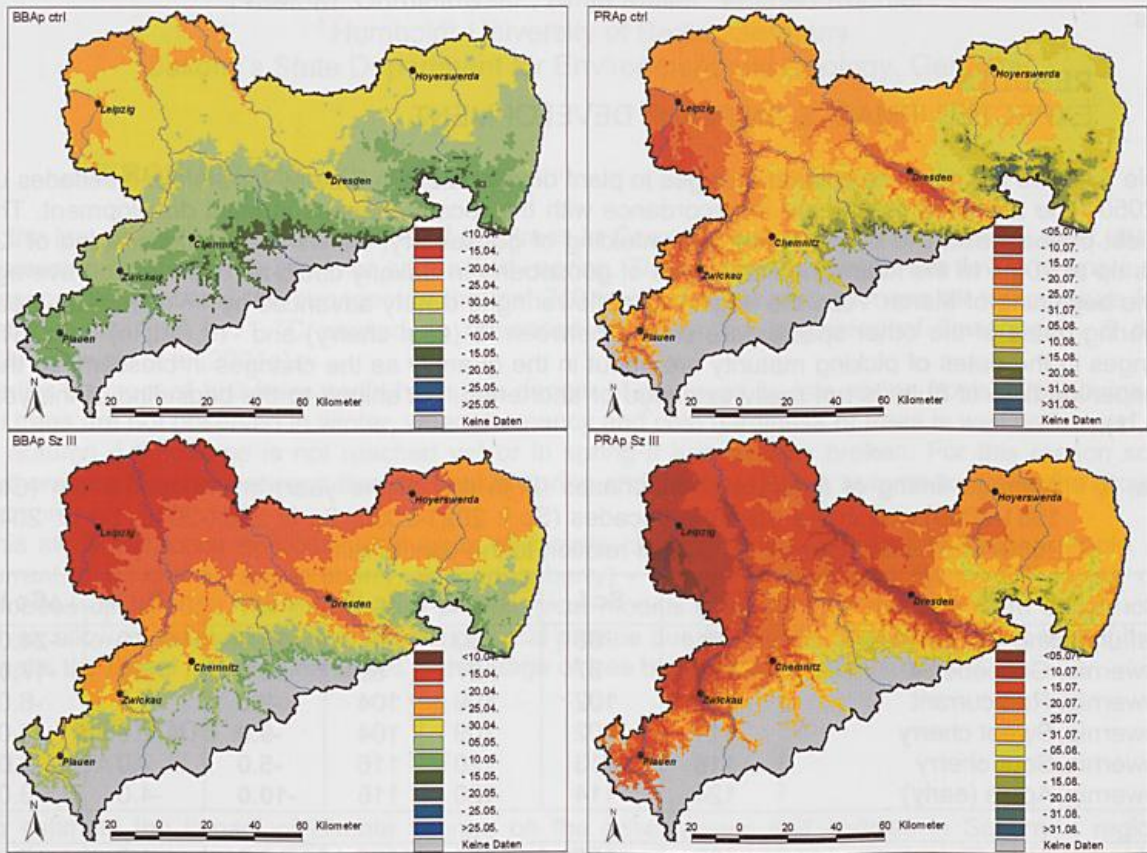 BBAp ctrl
Hoyerswerda
Leipzig
Dresden
Chemnitz
Zwickau
Plauen
N
<10.04.
- 15.04.
- 20.04.
- 25.04.
- 30.04.
- 05.05.
- 10.05.
- 15.05.
- 20.05.
- 25.05.
>25.05.
Keine Daten
20 10 0 20 40 60 Kilometer
PRAp ctrl
Hoyerswerda
Leipzig
Dresden
Chemnitz
Zwickau
Plauen
N
<05.07.
- 10.07.
- 15.07.
- 20.07.
- 25.07.
- 31.07.
- 05.08.
- 10.08.
- 15.08.
- 20.08.
- 31.08.
>31.08.
Keine Daten
20 10 0 20 40 60 Kilometer
BBAp Sz III
Hoyerswerda
Leipzig
Dresden
Chemnitz
Zwickau
Plauen
N
<10.04.
- 15.04.
- 20.04.
- 25.04.
- 30.04.
- 05.05.
- 10.05.
- 15.05.
- 20.05.
- 25.05.
>25.05.
Keine Daten
20 10 0 20 40 60 Kilometer
PRAp Sz III
Hoyerswerda
Leipzig
Dresden
Chemnitz
Zwickau
Plauen
N
<05.07.
- 10.07.
- 15.07.
- 20.07.
- 25.07.
- 31.07.
- 05.08.
- 10.08.
- 15.08.
- 20.08.
- 31.08.
>31.08.
Keine Daten
20 10 0 20 40 60 Kilometer